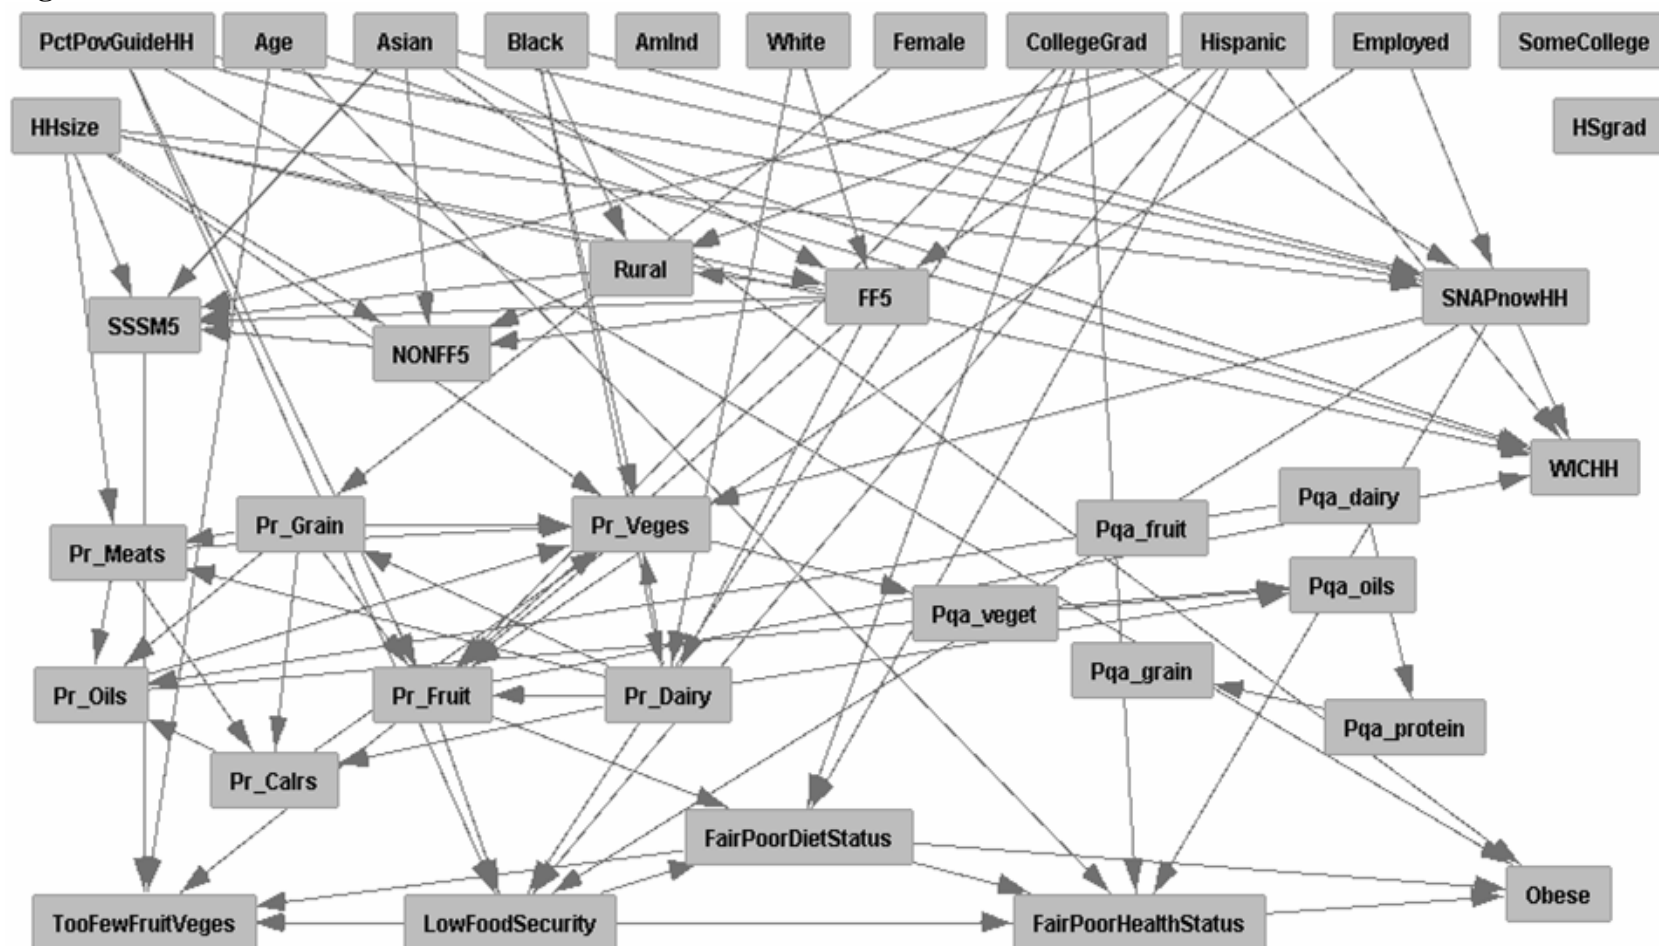 PctPovGuideHH
Age
Asian
Black
AmInd
White
Female
CollegeGrad
Hispanic
Employed
SomeCollege
HHsize
HSgrad
Rural
FF5
SNAPnowHH
SSSM5
NONFF5
WICHH
Pqa_dairy
Pr_Grain
Pr_Veges
Pqa_fruit
Pr_Meats
Pqa_oils
Pqa_veget
Pqa_grain
Pr_Oils
Pr_Fruit
Pr_Dairy
Pqa_protein
Pr_Calrs
FairPoorDietStatus
Obese
TooFewFruitVeges
LowFoodSecurity
FairPoorHealthStatus